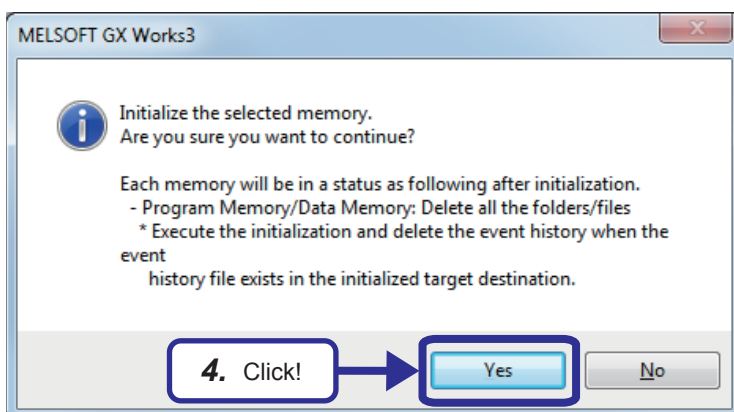 MELSOFT GX Works3
Initialize the selected memory.
Are you sure you want to continue?
Each memory will be in a status as following after initialization.
- Program Memory/Data Memory: Delete all the folders/files
* Execute the initialization and delete the event history when the
event
history file exists in the initialized target destination.
4. Click!
Yes
No